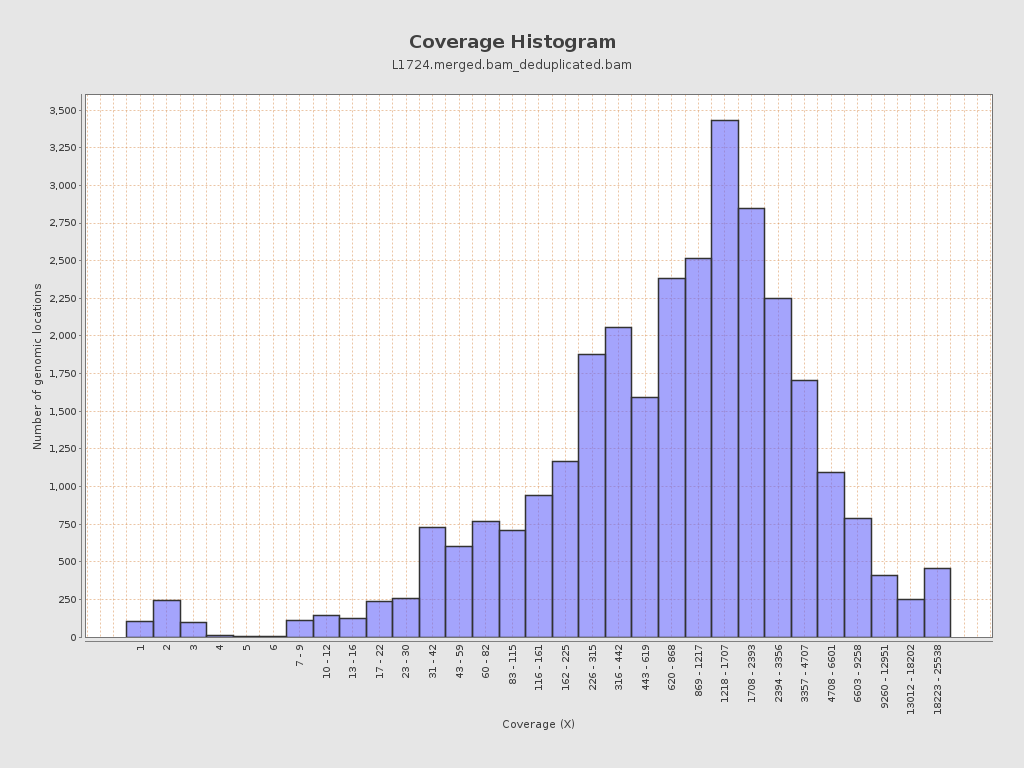 Coverage Histogram
L1724.merged.bam_deduplicated.bam
Number of genomic locations
3,500
3,250
3,000
2,750
2,500
2,250
2,000
1,750
1,500
1,250
1,000
750
500
250
0
1
2
3
4
5
6
7 - 9
10 - 12
13 - 16
17 - 22
23 - 30
31 - 42
43 - 59
60 - 82
83 - 115
116 - 161
162 - 225
226 - 315
316 - 442
443 - 619
620 - 868
869 - 1217
1218 - 1707
1708 - 2393
2394 - 3356
3357 - 4707
4708 - 6601
6603 - 9258
9260 - 12951
13012 - 18202
18223 - 25538
Coverage (X)